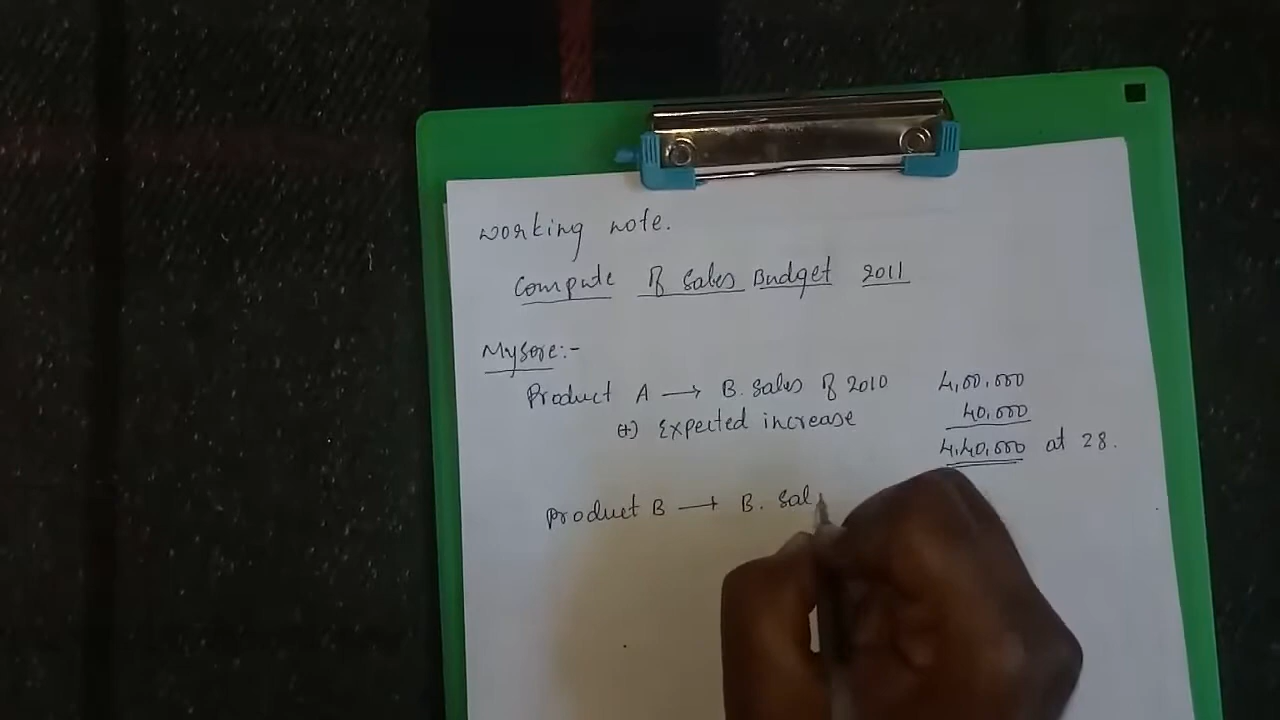 working note.
Compute of Sales Budget 2011
Mysore:-
Product A → B. Sales of 2010 4,00,000
(+) Expected increase 40,000
4,40,000 at 28.
Product B → B. Sal